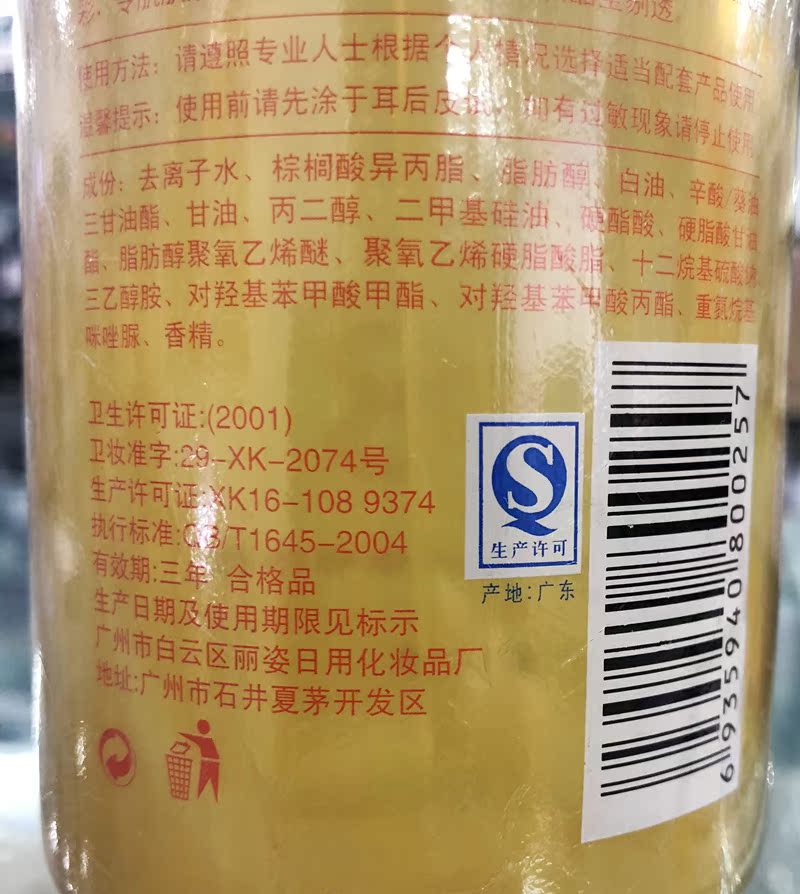 彩、令肌肤
剔透。
使用方法：请遵照专业人士根据个人情况选择适当配套产品使用
温馨提示：使用前请先涂于耳后皮试，如有过敏现象请停止使用
成份：去离子水、棕榈酸异丙脂、脂肪醇、白油、辛酸/葵油
三甘油酯、甘油、丙二醇、二甲基硅油、硬酯酸、硬脂酸甘油
酯、脂肪醇聚氧乙烯醚、聚氧乙烯硬脂酸脂、十二烷基硫酸钠
三乙醇胺、对羟基苯甲酸甲酯、对羟基苯甲酸丙酯、重氮烷基
咪唑脲、香精。
卫生许可证:(2001)
卫妆准字:29-XK-2074号
生产许可证:XK16-108 9374
执行标准:QB/T1645-2004
有效期:三年 合格品
生产日期及使用期限见标示
广州市白云区丽姿日用化妆品厂
地址:广州市石井夏茅开发区
生产许可
产地:广东
6935940800257